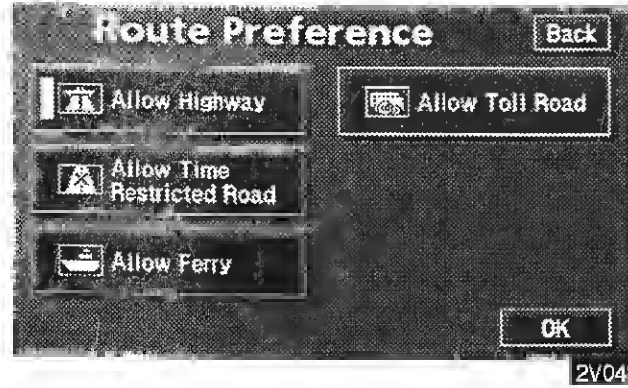 Route Preference
Back
Allow Highway
Allow Toll Road
Allow Time
Restricted Road
Allow Ferry
OK
2V04